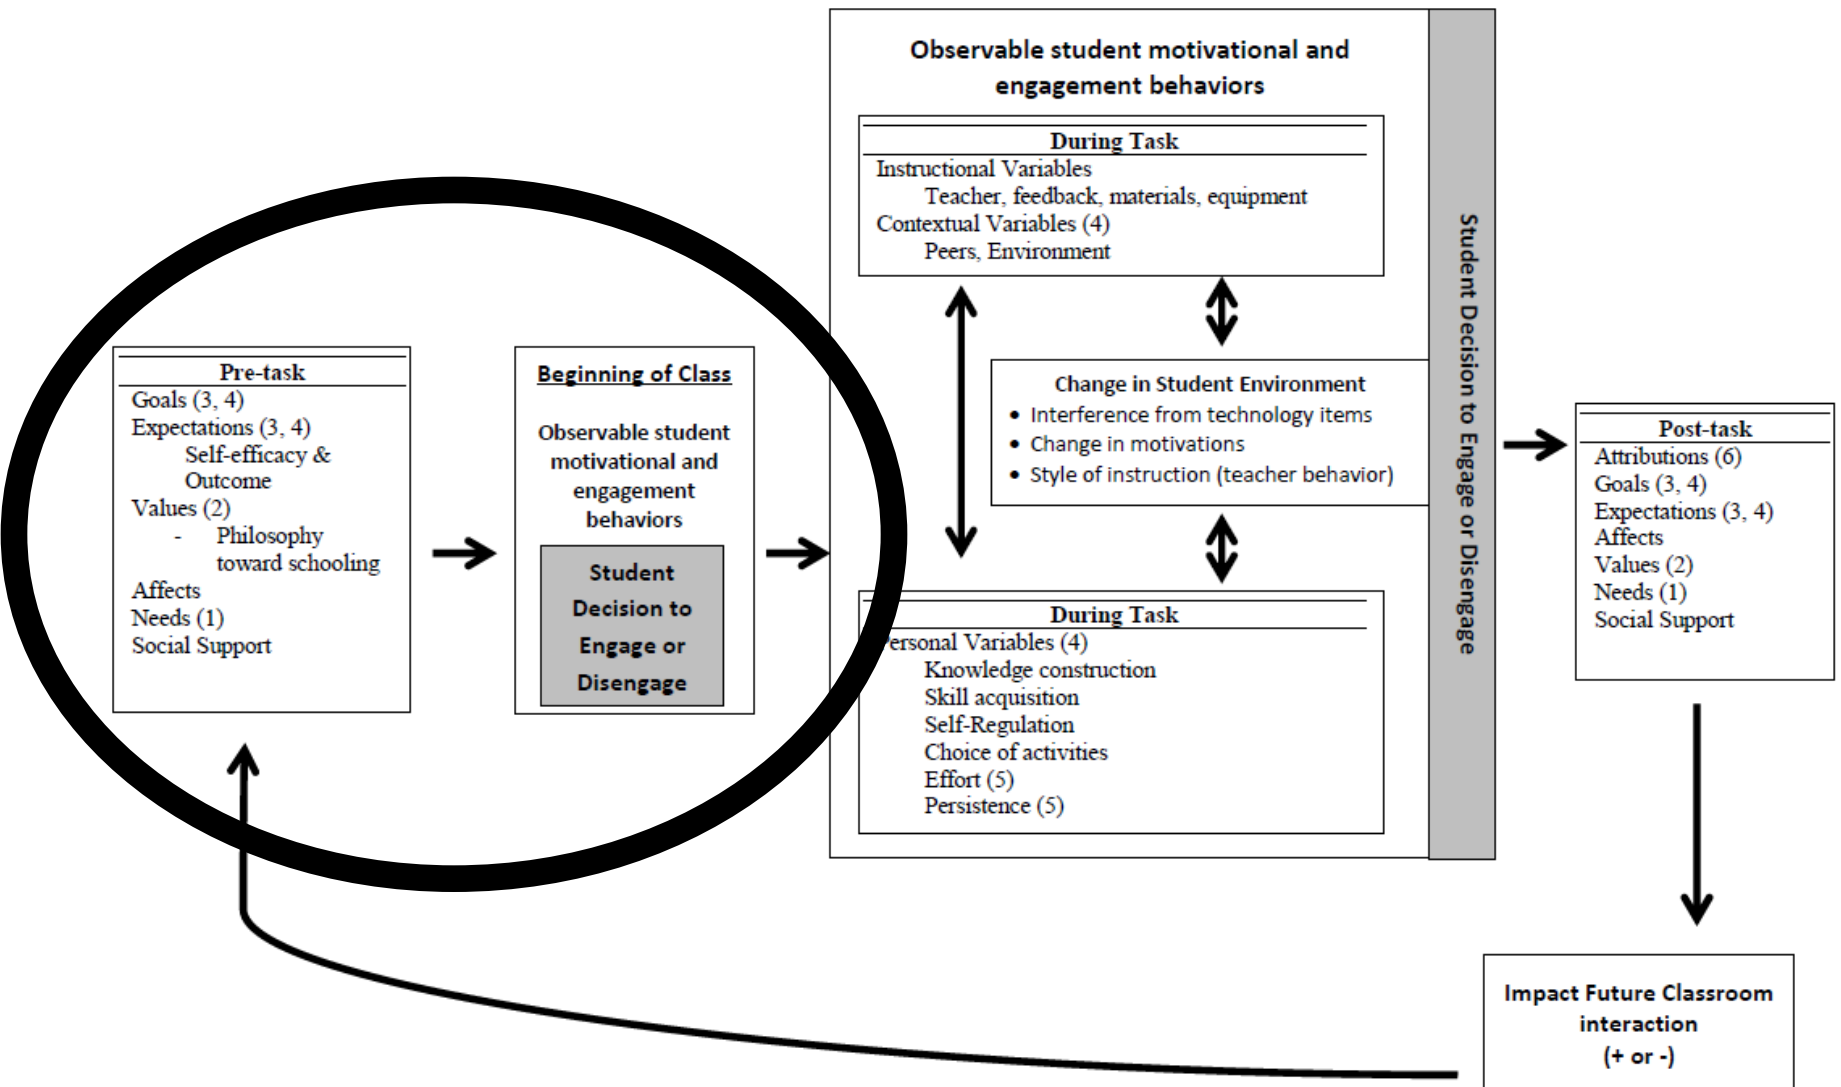 Observable student motivational and
engagement behaviors
During Task
Instructional Variables
Teacher, feedback, materials, equipment
Contextual Variables (4)
Peers, Environment
Change in Student Environment
• Interference from technology items
• Change in motivations
• Style of instruction (teacher behavior)
During Task
Personal Variables (4)
Knowledge construction
Skill acquisition
Self-Regulation
Choice of activities
Effort (5)
Persistence (5)
Student Decision to Engage or Disengage
Pre-task
Goals (3, 4)
Expectations (3, 4)
Self-efficacy &
Outcome
Values (2)
- Philosophy
toward schooling
Affects
Needs (1)
Social Support
Beginning of Class
Observable student
motivational and
engagement
behaviors
Student
Decision to
Engage or
Disengage
Post-task
Attributions (6)
Goals (3, 4)
Expectations (3, 4)
Affects
Values (2)
Needs (1)
Social Support
Impact Future Classroom
interaction
(+ or -)